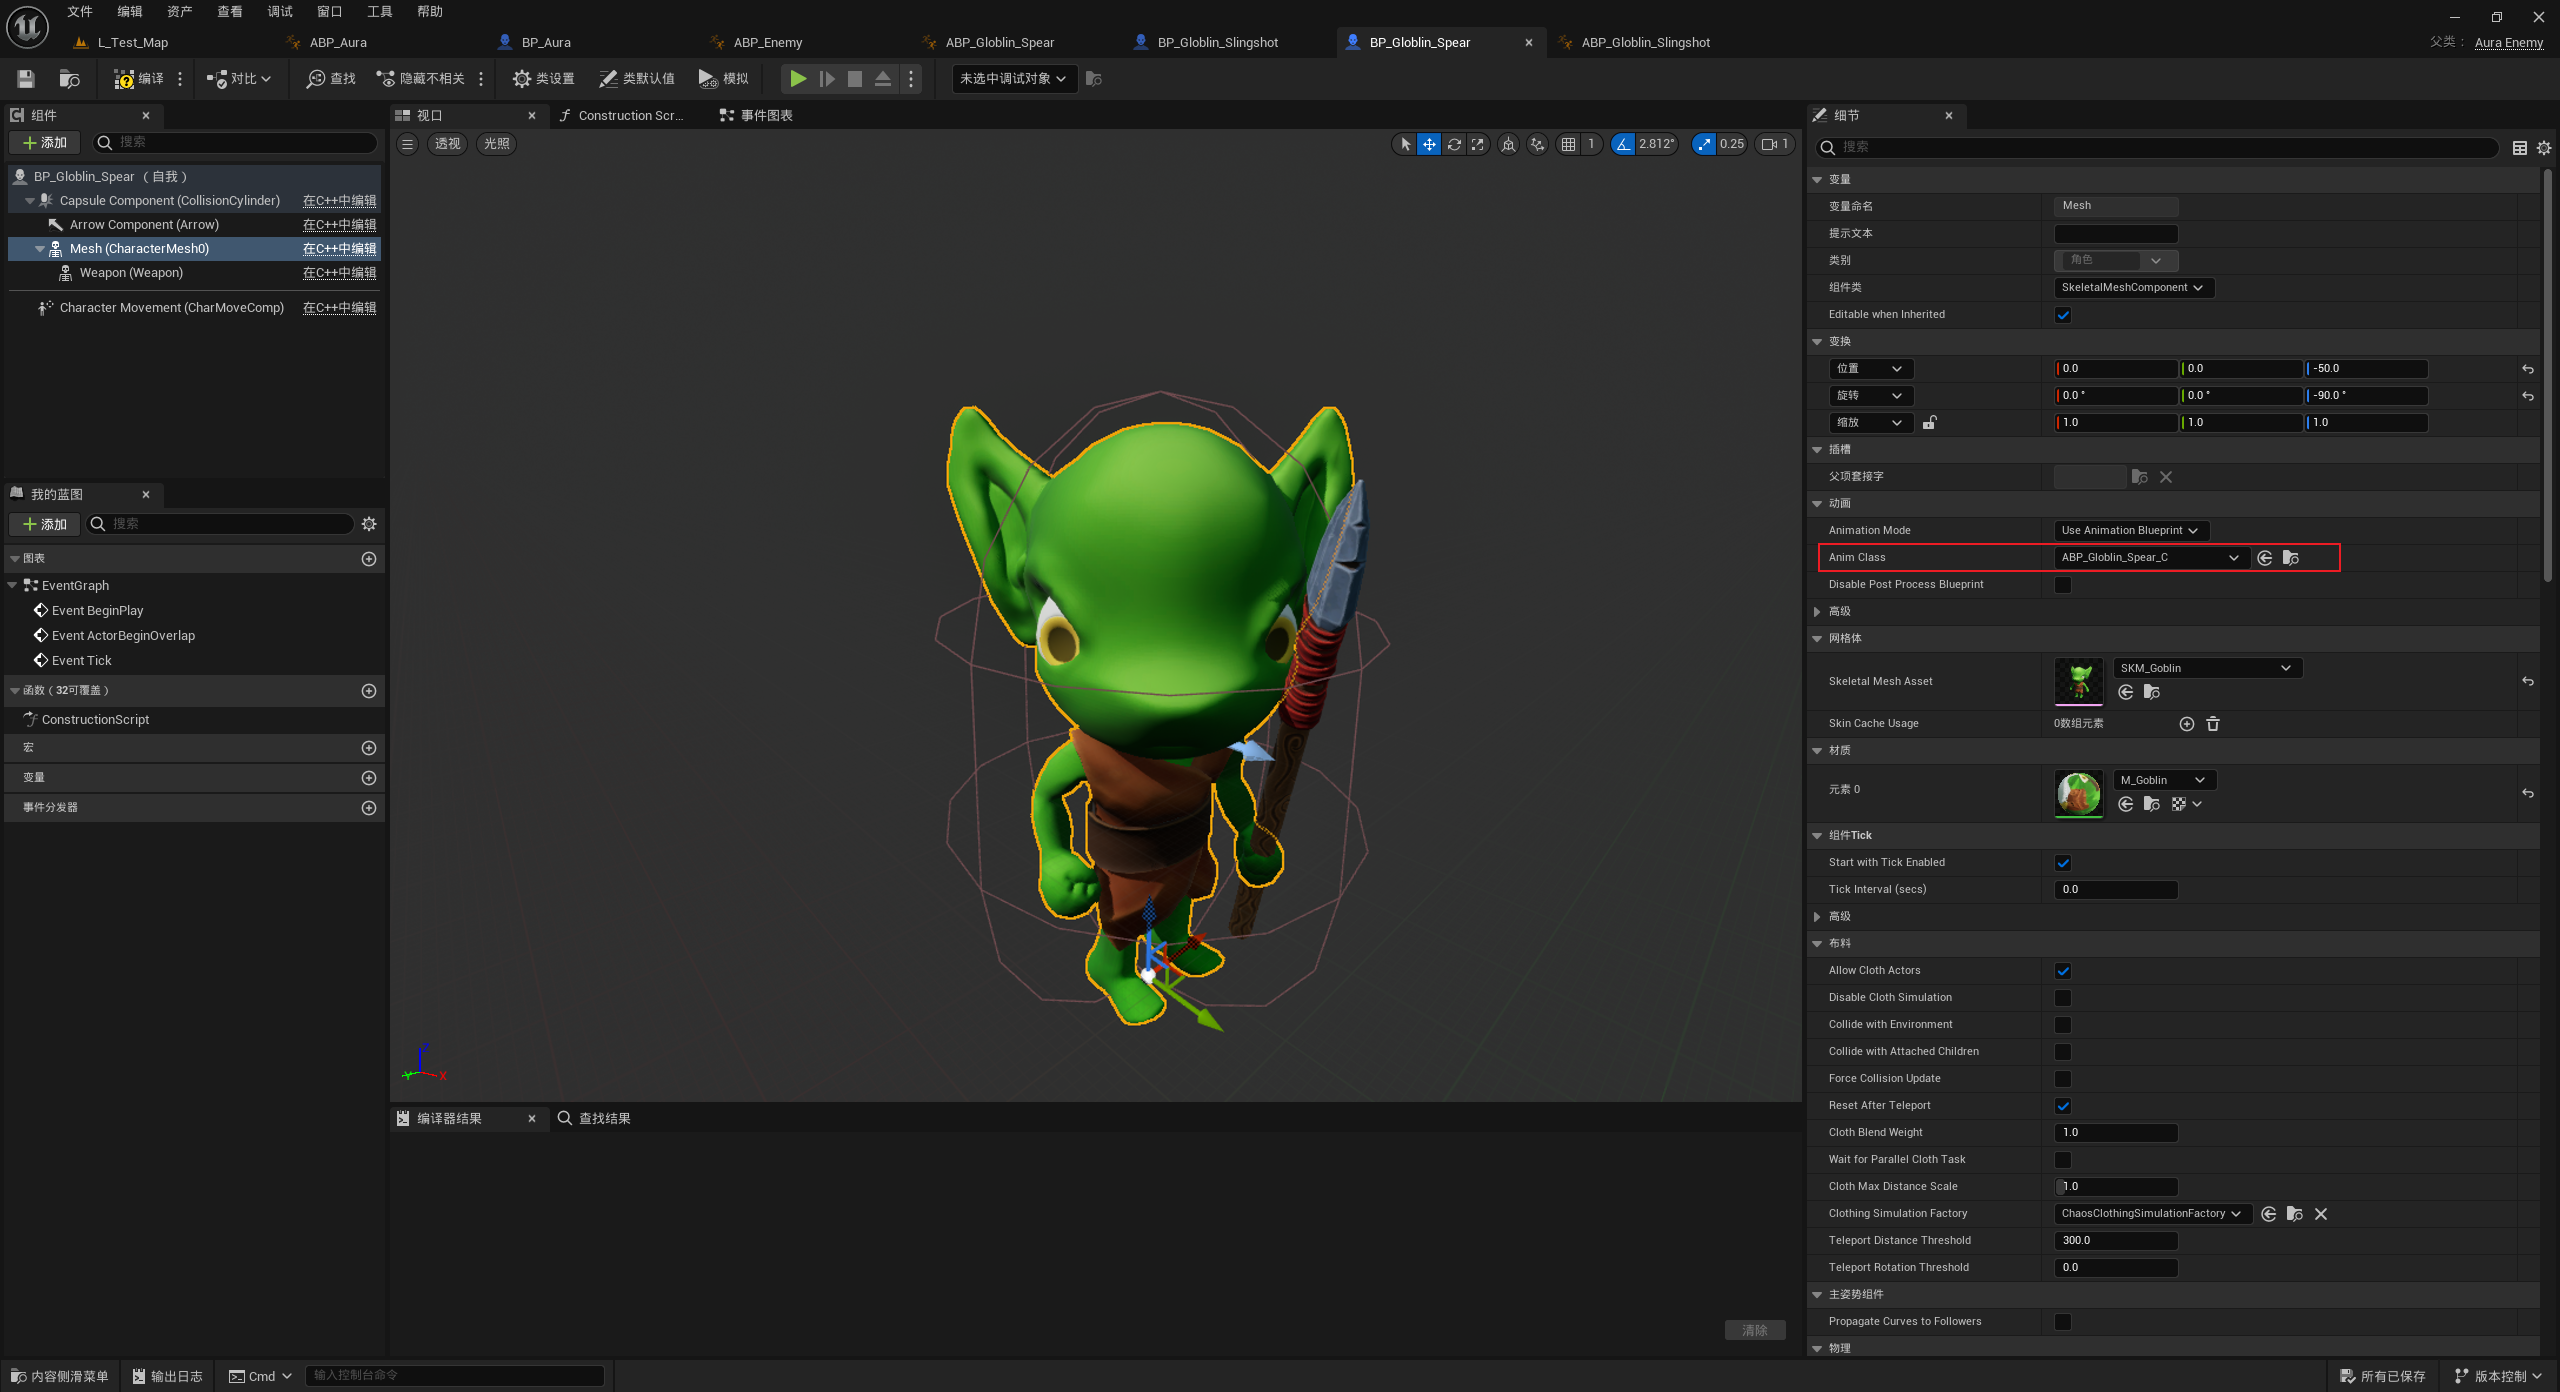 文件 编辑 资产 查看 调试 窗口 工具 帮助
L_Test_Map ABP_Aura BP_Aura ABP_Enemy ABP_Globlin_Spear BP_Globlin_Slingshot BP_Globlin_Spear ABP_Globlin_Slingshot 父类： Aura Enemy
编译 对比 查找 隐藏不相关 类设置 类默认值 模拟 未选中调试对象
组件
添加 搜索
BP_Globlin_Spear （自我）
Capsule Component (CollisionCylinder) 在C++中编辑
Arrow Component (Arrow) 在C++中编辑
Mesh (CharacterMesh0) 在C++中编辑
Weapon (Weapon) 在C++中编辑
Character Movement (CharMoveComp) 在C++中编辑
我的蓝图
添加 搜索
图表
EventGraph
Event BeginPlay
Event ActorBeginOverlap
Event Tick
函数（32可覆盖）
ConstructionScript
宏
变量
事件分发器
视口 Construction Scr... 事件图表
透视 光照 1 2.812° 0.25 1
Z
Y X
编译器结果 查找结果
清除
细节
搜索
变量
变量命名 Mesh
提示文本
类别 角色
组件类 SkeletalMeshComponent
Editable when Inherited
变换
位置 0.0 0.0 -50.0
旋转 0.0 ° 0.0 ° -90.0 °
缩放 1.0 1.0 1.0
插槽
父项套接字
动画
Animation Mode Use Animation Blueprint
Anim Class ABP_Globlin_Spear_C
Disable Post Process Blueprint
高级
网格体
Skeletal Mesh Asset SKM_Goblin
Skin Cache Usage 0数组元素
材质
元素 0 M_Goblin
组件Tick
Start with Tick Enabled
Tick Interval (secs) 0.0
高级
布料
Allow Cloth Actors
Disable Cloth Simulation
Collide with Environment
Collide with Attached Children
Force Collision Update
Reset After Teleport
Cloth Blend Weight 1.0
Wait for Parallel Cloth Task
Cloth Max Distance Scale 1.0
Clothing Simulation Factory ChaosClothingSimulationFactory
Teleport Distance Threshold 300.0
Teleport Rotation Threshold 0.0
主姿势组件
Propagate Curves to Followers
物理
内容侧滑菜单 输出日志 Cmd 输入控制台命令 所有已保存 版本控制